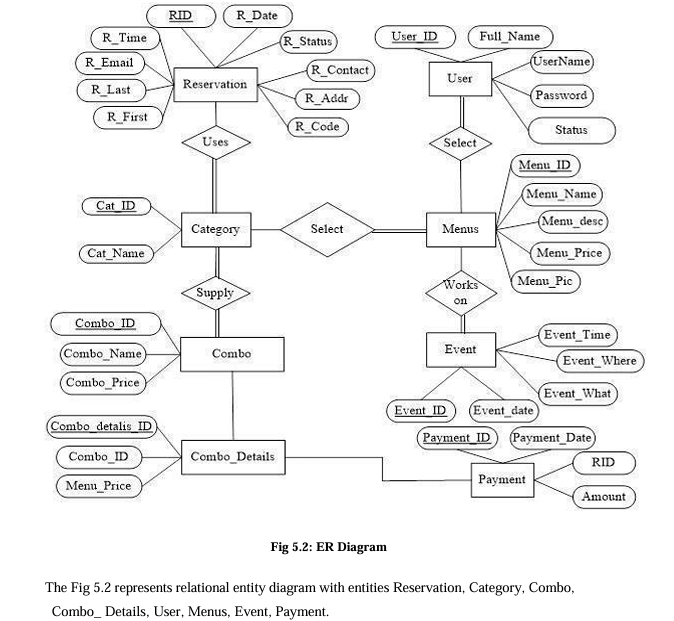 RID
R_Date
R_Time
R_Status
R_Email
R_Contact
Reservation
R_Last
R_Addr
R_First
R_Code
Uses
User_ID
Full_Name
UserName
User
Password
Status
Select
Menu_ID
Menu_Name
Menu_desc
Menus
Menu_Price
Menu_Pic
Cat_ID
Category
Select
Cat_Name
Supply
Works
on
Combo_ID
Combo_Name
Combo
Combo_Price
Event_Time
Event
Event_Where
Event_What
Event_ID
Event_date
Combo_detalis_ID
Combo_ID
Combo_Details
Menu_Price
Payment_ID
Payment_Date
RID
Payment
Amount
Fig 5.2: ER Diagram
The Fig 5.2 represents relational entity diagram with entities Reservation, Category, Combo,
Combo_ Details, User, Menus, Event, Payment.